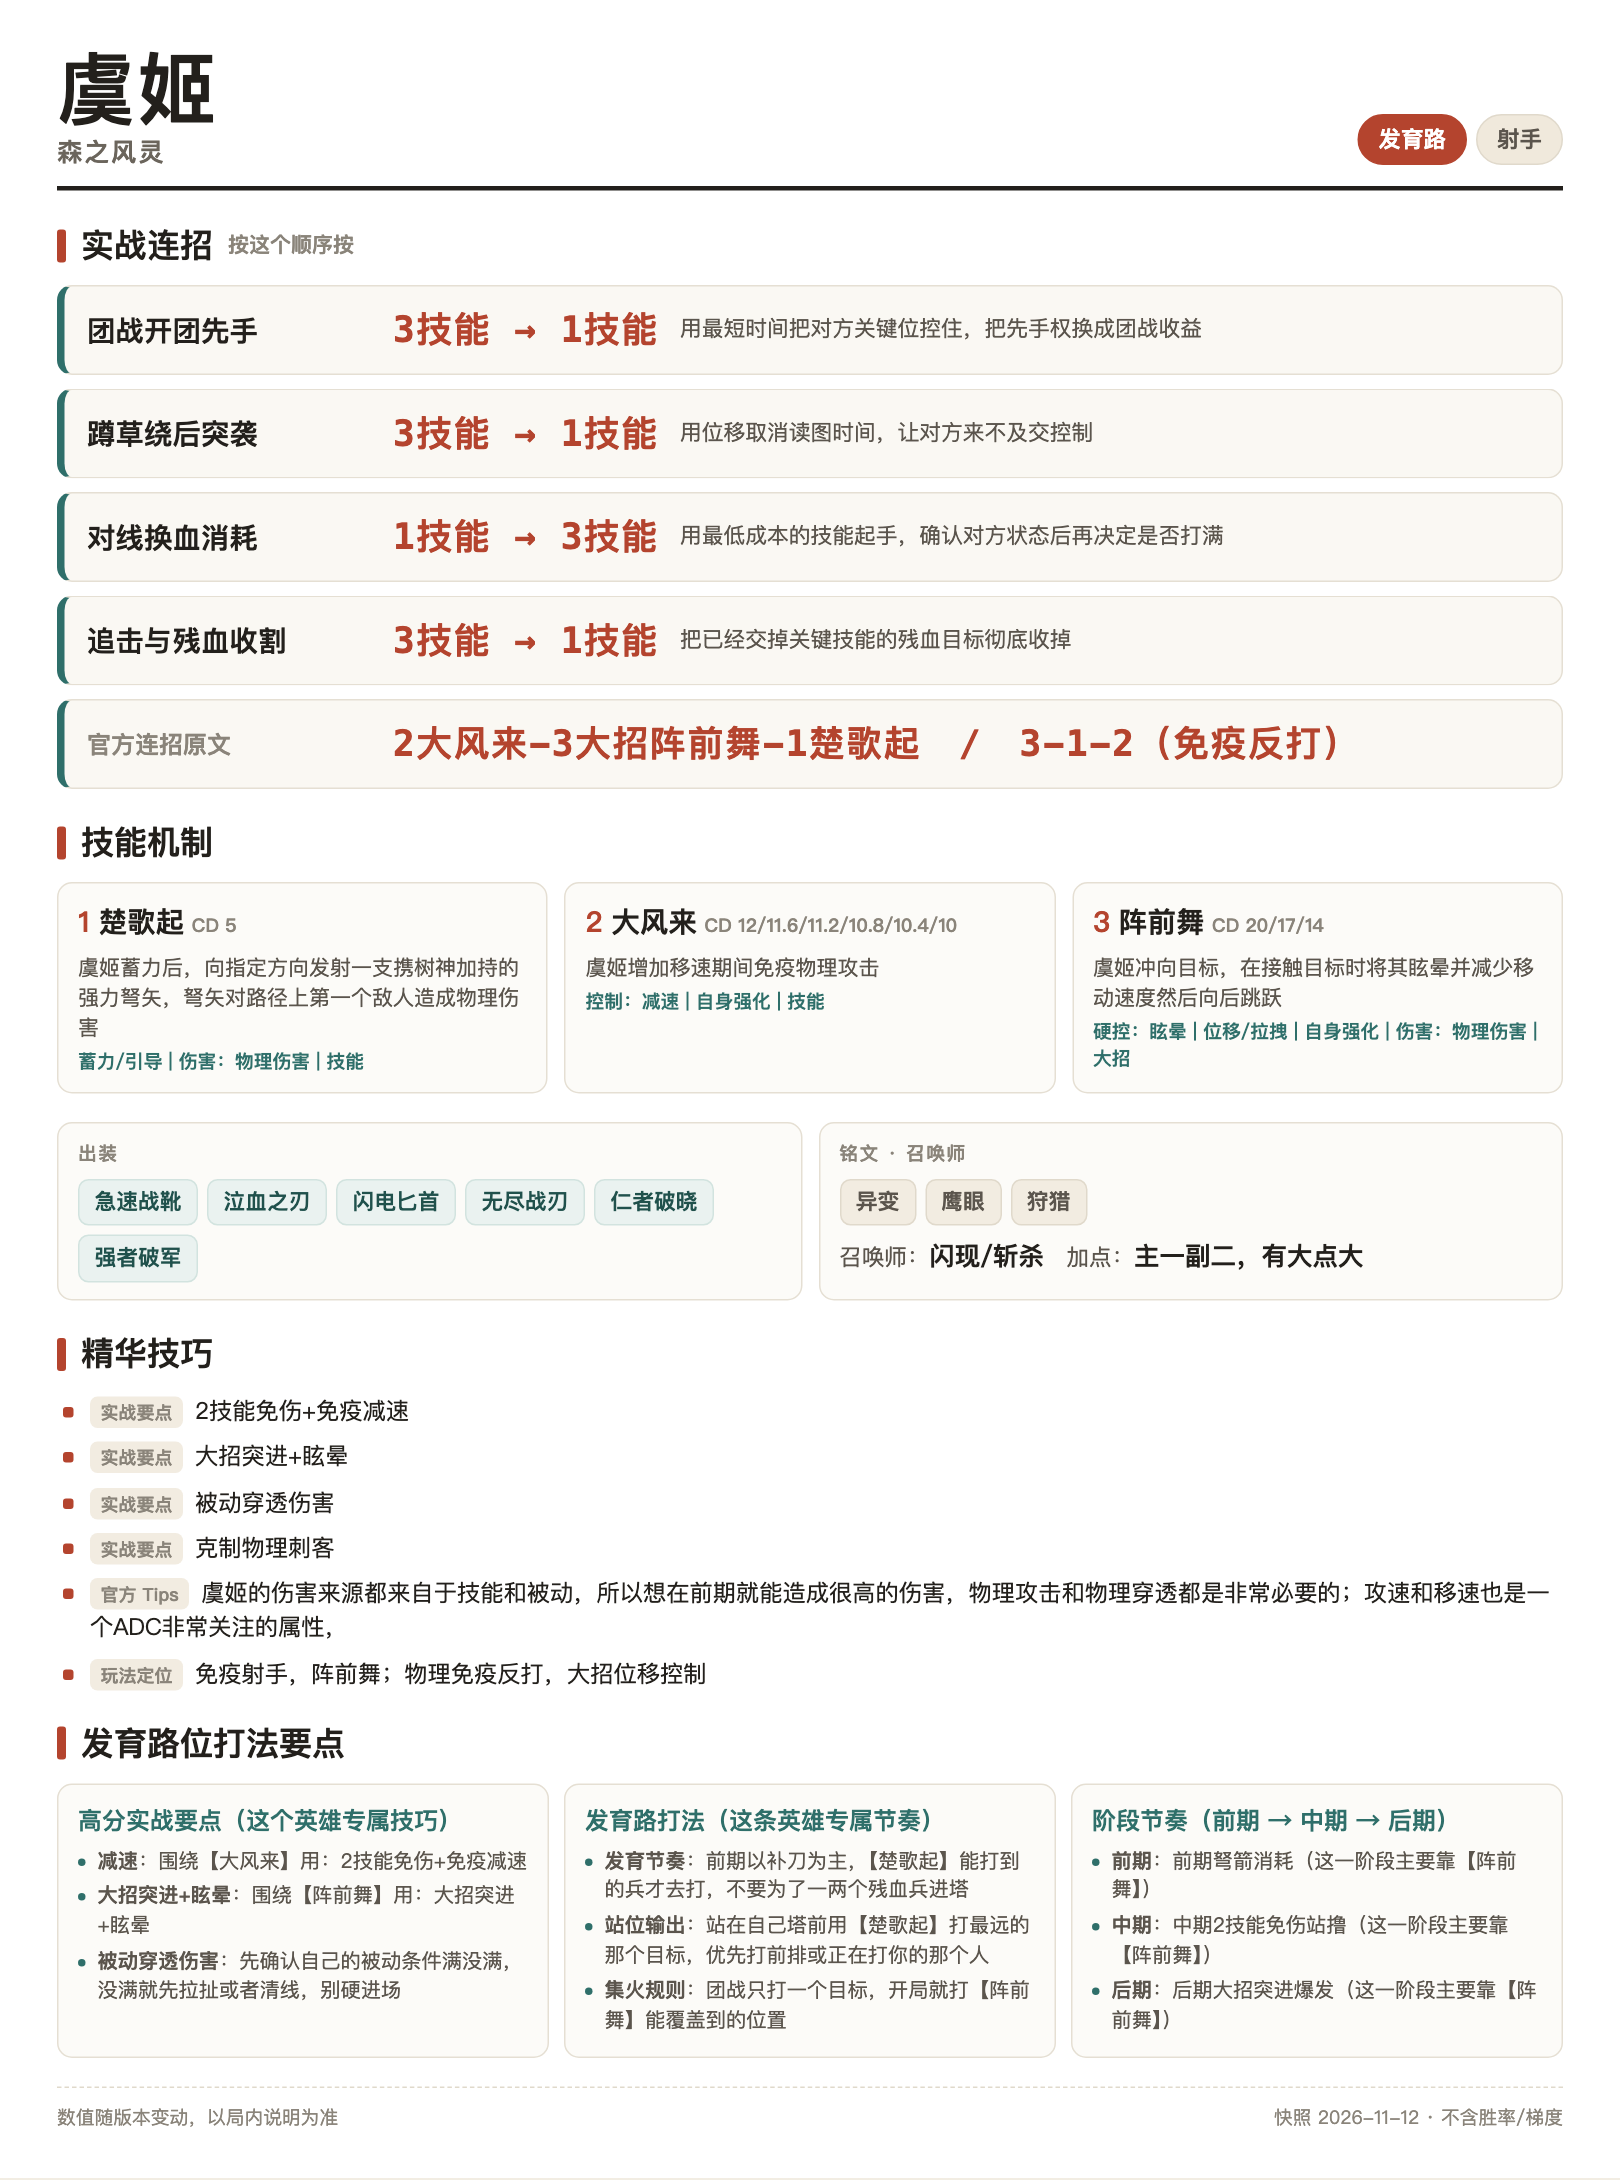 虞姬
森之风灵
发育路
射手
实战连招 按这个顺序按
团战开团先手 3技能 → 1技能 用最短时间把对方关键位控住，把先手权换成团战收益
蹲草绕后突袭 3技能 → 1技能 用位移取消读图时间，让对方来不及交控制
对线换血消耗 1技能 → 3技能 用最低成本的技能起手，确认对方状态后再决定是否打满
追击与残血收割 3技能 → 1技能 把已经交掉关键技能的残血目标彻底收掉
官方连招原文 2大风来-3大招阵前舞-1楚歌起 / 3-1-2（免疫反打）
技能机制
1 楚歌起 CD 5
虞姬蓄力后，向指定方向发射一支携树神加持的
强力弩矢，弩矢对路径上第一个敌人造成物理伤
害
蓄力/引导 | 伤害：物理伤害 | 技能
2 大风来 CD 12/11.6/11.2/10.8/10.4/10
虞姬增加移速期间免疫物理攻击
控制：减速 | 自身强化 | 技能
3 阵前舞 CD 20/17/14
虞姬冲向目标，在接触目标时将其眩晕并减少移
动速度然后向后跳跃
硬控：眩晕 | 位移/拉拽 | 自身强化 | 伤害：物理伤害 |
大招
出装
急速战靴 泣血之刃 闪电匕首 无尽战刃 仁者破晓
强者破军
铭文 · 召唤师
异变 鹰眼 狩猎
召唤师：闪现/斩杀 加点：主一副二，有大点大
精华技巧
实战要点 2技能免伤+免疫减速
实战要点 大招突进+眩晕
实战要点 被动穿透伤害
实战要点 克制物理刺客
官方 Tips 虞姬的伤害来源都来自于技能和被动，所以想在前期就能造成很高的伤害，物理攻击和物理穿透都是非常必要的；攻速和移速也是一
个ADC非常关注的属性，
玩法定位 免疫射手，阵前舞；物理免疫反打，大招位移控制
发育路位打法要点
高分实战要点（这个英雄专属技巧）
减速：围绕【大风来】用：2技能免伤+免疫减速
大招突进+眩晕：围绕【阵前舞】用：大招突进
+眩晕
被动穿透伤害：先确认自己的被动条件满没满，
没满就先拉扯或者清线，别硬进场
发育路打法（这条英雄专属节奏）
发育节奏：前期以补刀为主，【楚歌起】能打到
的兵才去打，不要为了一两个残血兵进塔
站位输出：站在自己塔前用【楚歌起】打最远的
那个目标，优先打前排或正在打你的那个人
集火规则：团战只打一个目标，开局就打【阵前
舞】能覆盖到的位置
阶段节奏（前期 → 中期 → 后期）
前期：前期弩箭消耗（这一阶段主要靠【阵前
舞】）
中期：中期2技能免伤站撸（这一阶段主要靠
【阵前舞】）
后期：后期大招突进爆发（这一阶段主要靠【阵
前舞】）
数值随版本变动，以局内说明为准
快照 2026-11-12 · 不含胜率/梯度